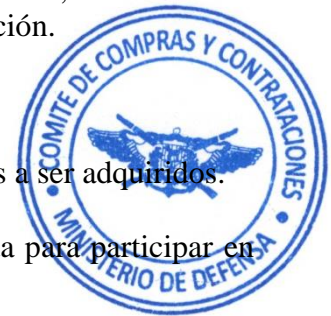 ción.
COMITE DE COMPRAS Y CONTRATACIONES
s a ser adquiridos.
a para participar en
MINISTERIO DE DEFENSA